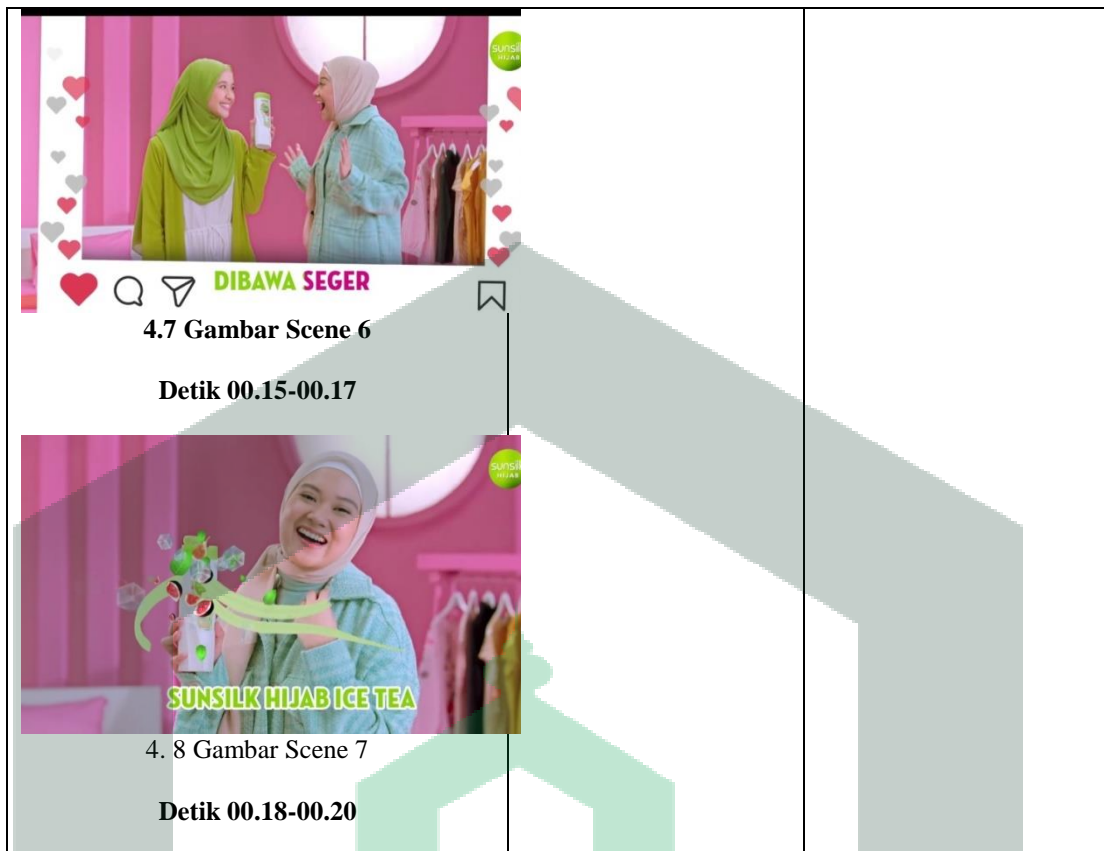 sunsilk
HIJAB
DIBAWA SEGER
4.7 Gambar Scene 6
Detik 00.15-00.17
sunsilk
HIJAB
SUNSILK HIJAB ICE TEA
4. 8 Gambar Scene 7
Detik 00.18-00.20